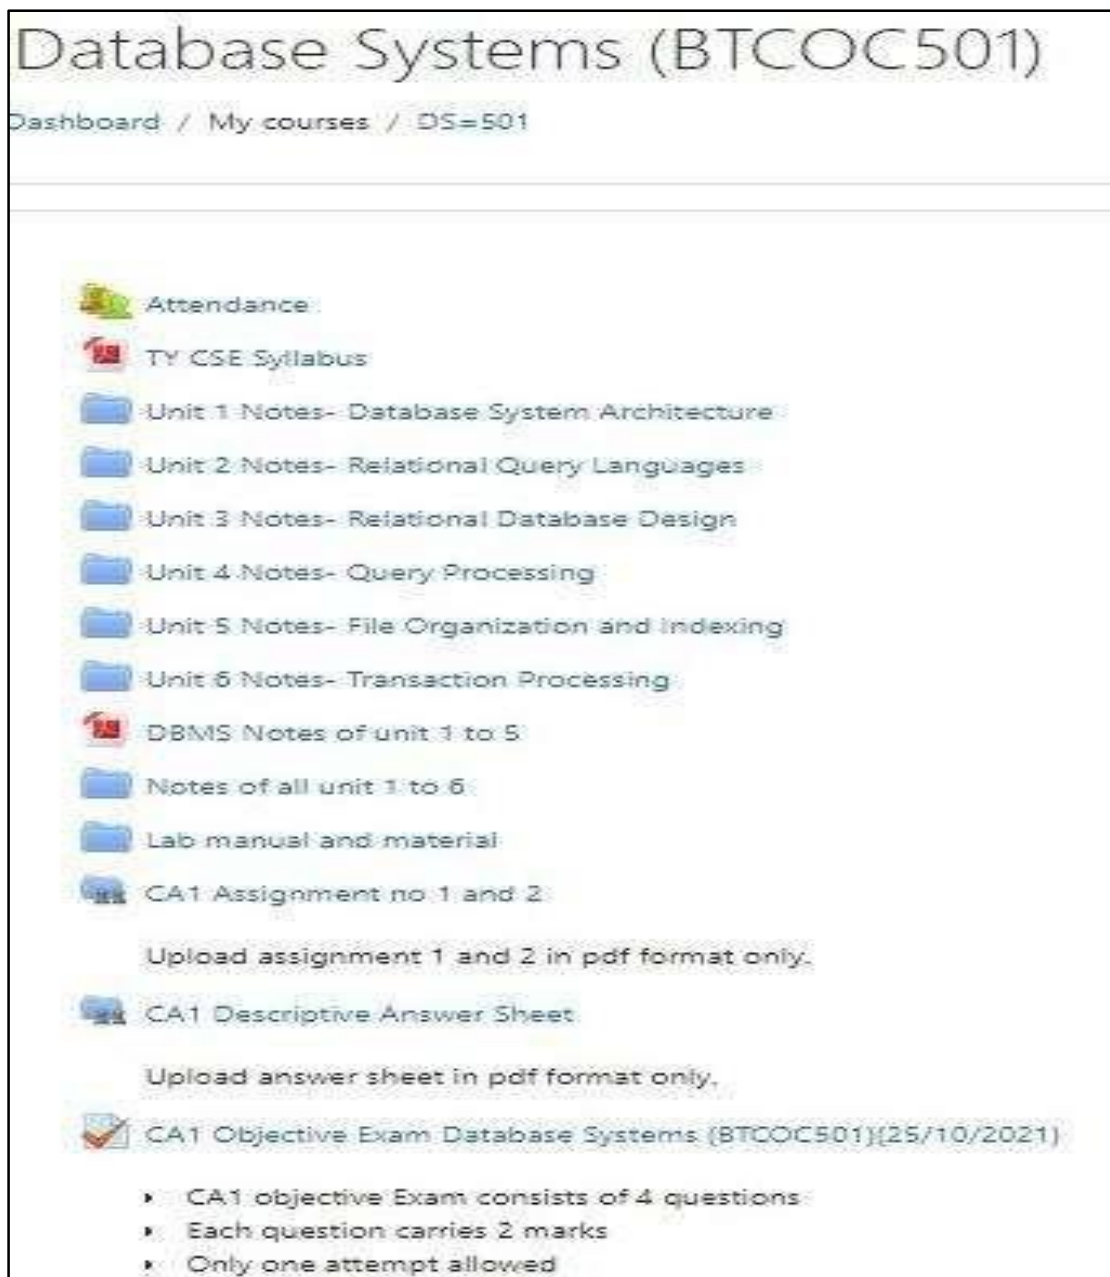 Database Systems (BTCOC501)
Dashboard / My courses / DS=501
Attendance
TY CSE Syllabus
Unit 1 Notes- Database System Architecture
Unit 2 Notes- Relational Query Languages
Unit 3 Notes- Relational Database Design
Unit 4 Notes- Query Processing
Unit 5 Notes- File Organization and Indexing
Unit 6 Notes- Transaction Processing
DBMS Notes of unit 1 to 5
Notes of all unit 1 to 6
Lab manual and material
CA1 Assignment no 1 and 2
Upload assignment 1 and 2 in pdf format only.
CA1 Descriptive Answer Sheet
Upload answer sheet in pdf format only.
CA1 Objective Exam Database Systems (BTCOC501)(25/10/2021)
• CA1 objective Exam consists of 4 questions
• Each question carries 2 marks
• Only one attempt allowed